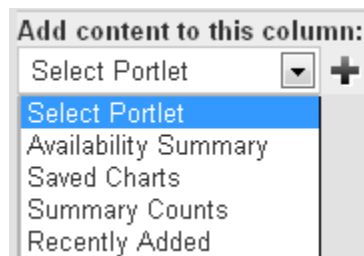 Add content to this column:
Select Portlet
Select Portlet
Availability Summary
Saved Charts
Summary Counts
Recently Added